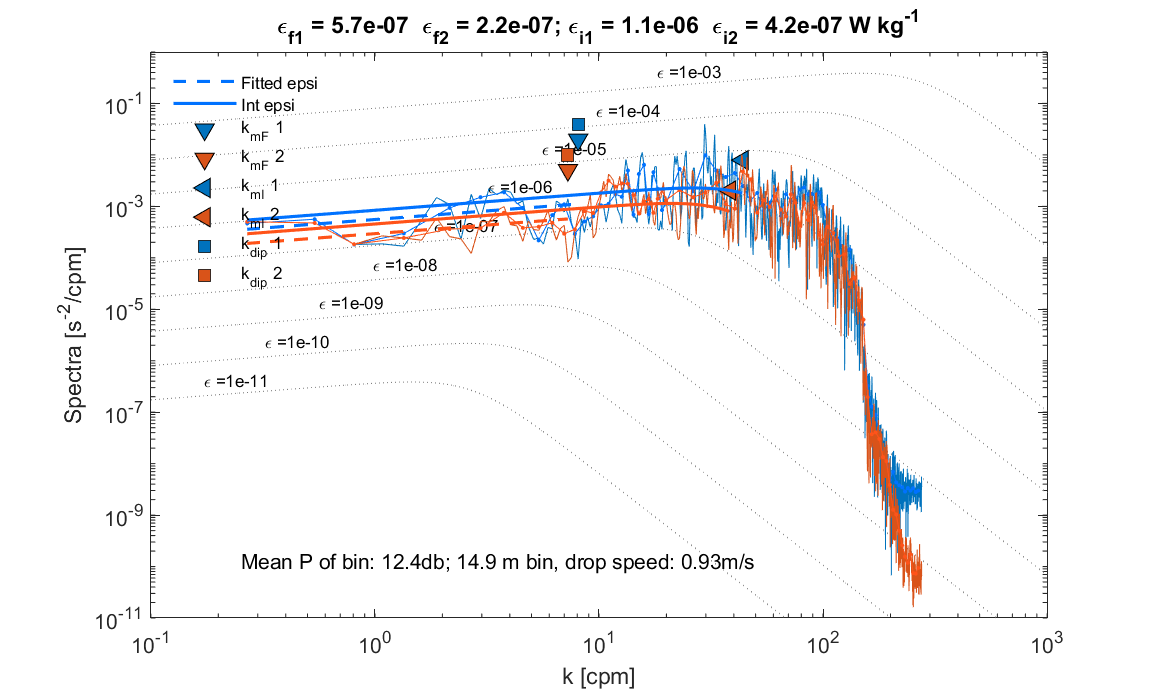 ϵf1 = 5.7e-07 ϵf2 = 2.2e-07; ϵi1 = 1.1e-06 ϵi2 = 4.2e-07 W kg-1
Fitted epsi
Int epsi
kmF 1
kmF 2
kmI 1
kmI 2
kdip 1
kdip 2
ϵ =1e-03
ϵ =1e-04
ϵ =1e-05
ϵ =1e-06
ϵ =1e-07
ϵ =1e-08
ϵ =1e-09
ϵ =1e-10
ϵ =1e-11
Mean P of bin: 12.4db; 14.9 m bin, drop speed: 0.93m/s
Spectra [s-2/cpm]
10-1
10-3
10-5
10-7
10-9
10-11
10-1 100 101 102 103
k [cpm]